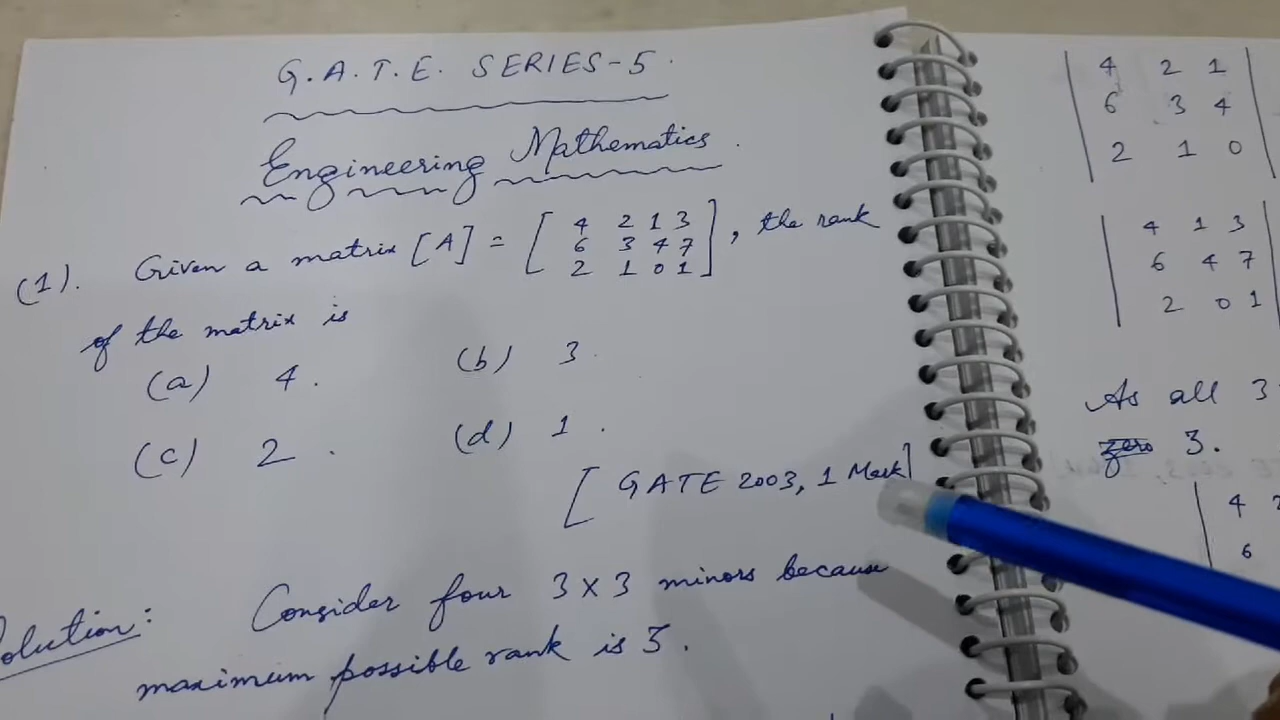 G.A.T.E. SERIES-5.
Engineering Mathematics.
(1). Given a matrix [A] = [ 4 2 1 3
6 3 4 7
2 1 0 1 ], the rank
of the matrix is
(a) 4. (b) 3.
(c) 2. (d) 1.
[GATE 2003, 1 Mark]
Solution: Consider four 3×3 minors because
maximum possible rank is 3.
| 4 2 1
6 3 4
2 1 0 |
| 4 1 3
6 4 7
2 0 1 |
As all 3
zero 3.
| 4
6